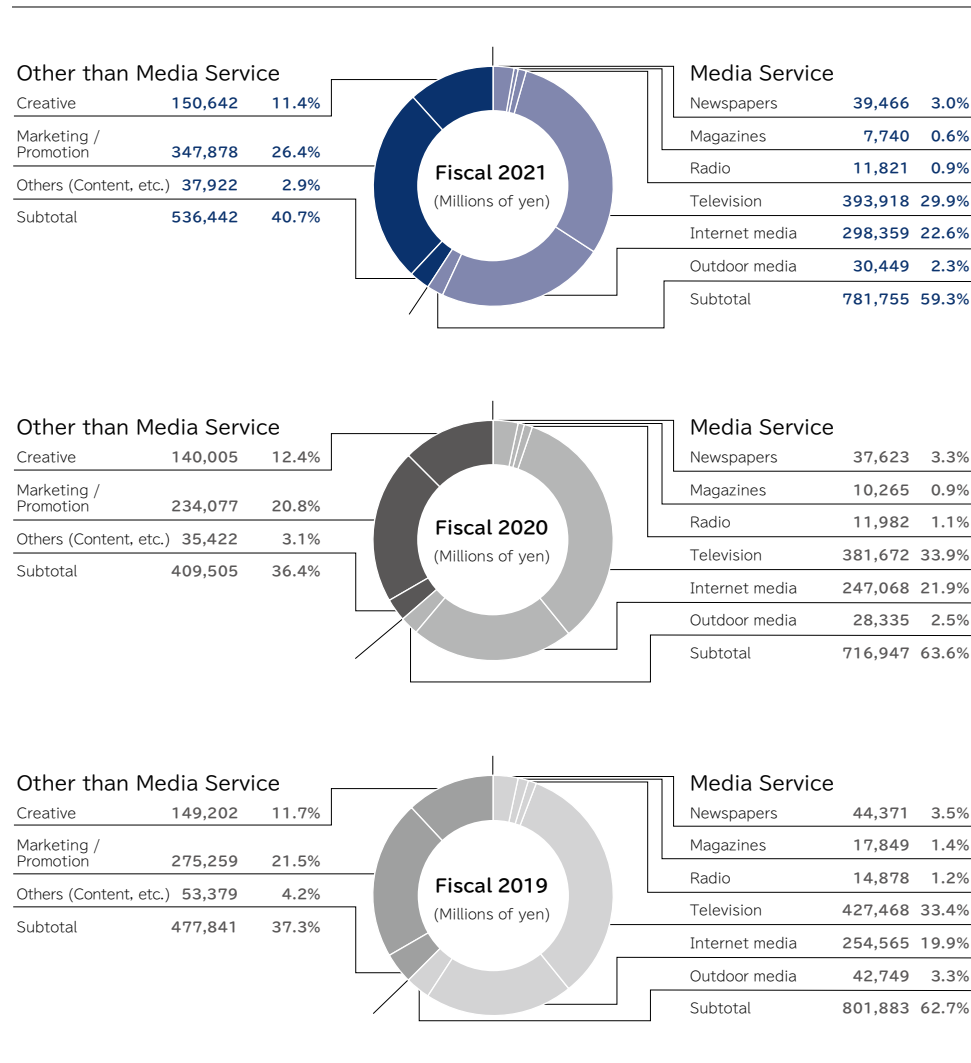 Other than Media Service
Creative 150,642 11.4%
Marketing /
Promotion 347,878 26.4%
Others (Content, etc.) 37,922 2.9%
Subtotal 536,442 40.7%
Fiscal 2021
(Millions of yen)
Media Service
Newspapers 39,466 3.0%
Magazines 7,740 0.6%
Radio 11,821 0.9%
Television 393,918 29.9%
Internet media 298,359 22.6%
Outdoor media 30,449 2.3%
Subtotal 781,755 59.3%
Other than Media Service
Creative 140,005 12.4%
Marketing /
Promotion 234,077 20.8%
Others (Content, etc.) 35,422 3.1%
Subtotal 409,505 36.4%
Fiscal 2020
(Millions of yen)
Media Service
Newspapers 37,623 3.3%
Magazines 10,265 0.9%
Radio 11,982 1.1%
Television 381,672 33.9%
Internet media 247,068 21.9%
Outdoor media 28,335 2.5%
Subtotal 716,947 63.6%
Other than Media Service
Creative 149,202 11.7%
Marketing /
Promotion 275,259 21.5%
Others (Content, etc.) 53,379 4.2%
Subtotal 477,841 37.3%
Fiscal 2019
(Millions of yen)
Media Service
Newspapers 44,371 3.5%
Magazines 17,849 1.4%
Radio 14,878 1.2%
Television 427,468 33.4%
Internet media 254,565 19.9%
Outdoor media 42,749 3.3%
Subtotal 801,883 62.7%